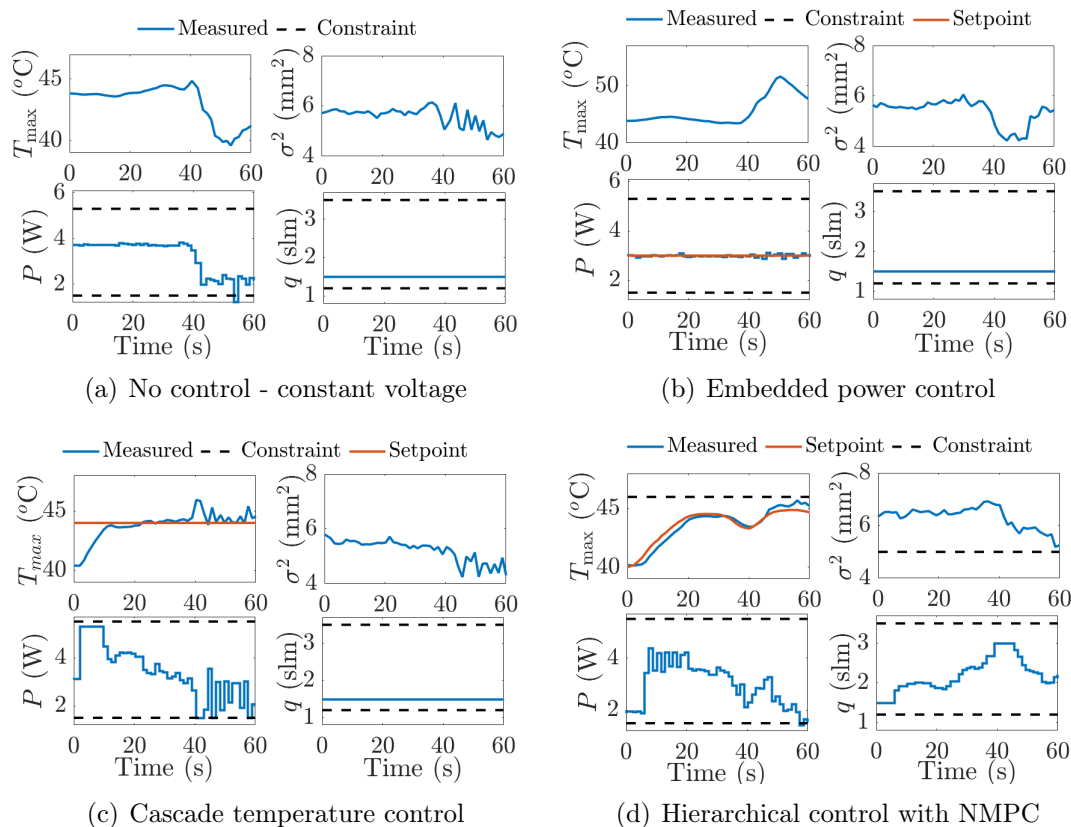 Measured Constraint
T_max (°C)
45
40
0 20 40 60
σ² (mm²)
8
6
4
0 20 40 60
P (W)
6
4
2
0 20 40 60
Time (s)
q (slm)
3
2
1
0 20 40 60
Time (s)
(a) No control - constant voltage
Measured Constraint Setpoint
T_max (°C)
50
40
0 20 40 60
σ² (mm²)
8
6
4
0 20 40 60
P (W)
6
4
2
0 20 40 60
Time (s)
q (slm)
3
2
1
0 20 40 60
Time (s)
(b) Embedded power control
Measured Constraint Setpoint
T_max (°C)
45
40
0 20 40 60
σ² (mm²)
8
6
4
0 20 40 60
P (W)
4
2
0 20 40 60
Time (s)
q (slm)
3
2
1
0 20 40 60
Time (s)
(c) Cascade temperature control
Measured Setpoint Constraint
T_max (°C)
45
40
0 20 40 60
σ² (mm²)
8
6
4
0 20 40 60
P (W)
4
2
0 20 40 60
Time (s)
q (slm)
3
2
1
0 20 40 60
Time (s)
(d) Hierarchical control with NMPC